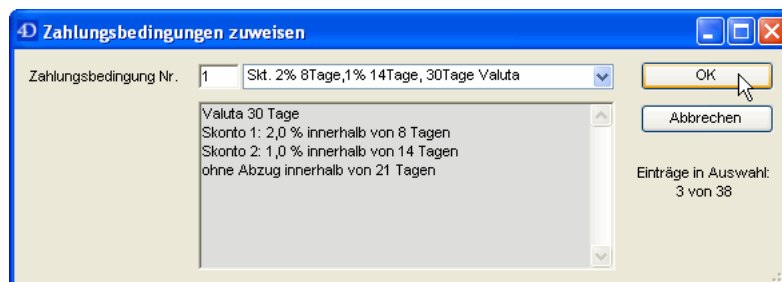 4D Zahlungsbedingungen zuweisen
Zahlungsbedingung Nr. 1 Skt. 2% 8Tage,1% 14Tage, 30Tage Valuta
OK
Valuta 30 Tage
Skonto 1: 2,0 % innerhalb von 8 Tagen
Skonto 2: 1,0 % innerhalb von 14 Tagen
ohne Abzug innerhalb von 21 Tagen
Abbrechen
Einträge in Auswahl:
3 von 38